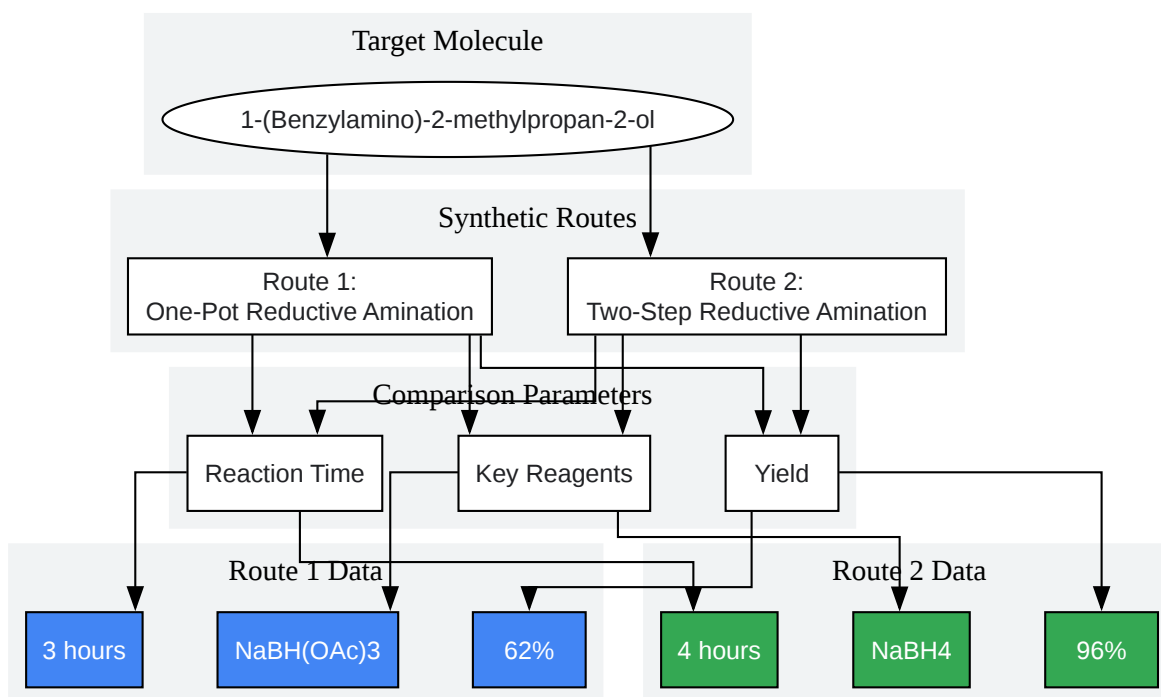 Target Molecule
1-(Benzylamino)-2-methylpropan-2-ol
Synthetic Routes
Route 1:
One-Pot Reductive Amination
Route 2:
Two-Step Reductive Amination
Comparison Parameters
Reaction Time
Key Reagents
Yield
Route 1 Data
Route 2 Data
3 hours
NaBH(OAc)3
62%
4 hours
NaBH4
96%